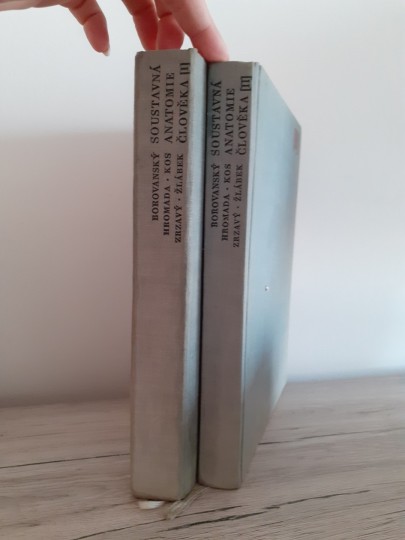 BOROVANSKÝ
HROMADA · KOS
ZRZAVÝ · ŽLÁBEK
SOUSTAVNÁ
ANATOMIE
ČLOVĚKA [I]
BOROVANSKÝ
HROMADA · KOS
ZRZAVÝ · ŽLÁBEK
SOUSTAVNÁ
ANATOMIE
ČLOVĚKA [II]